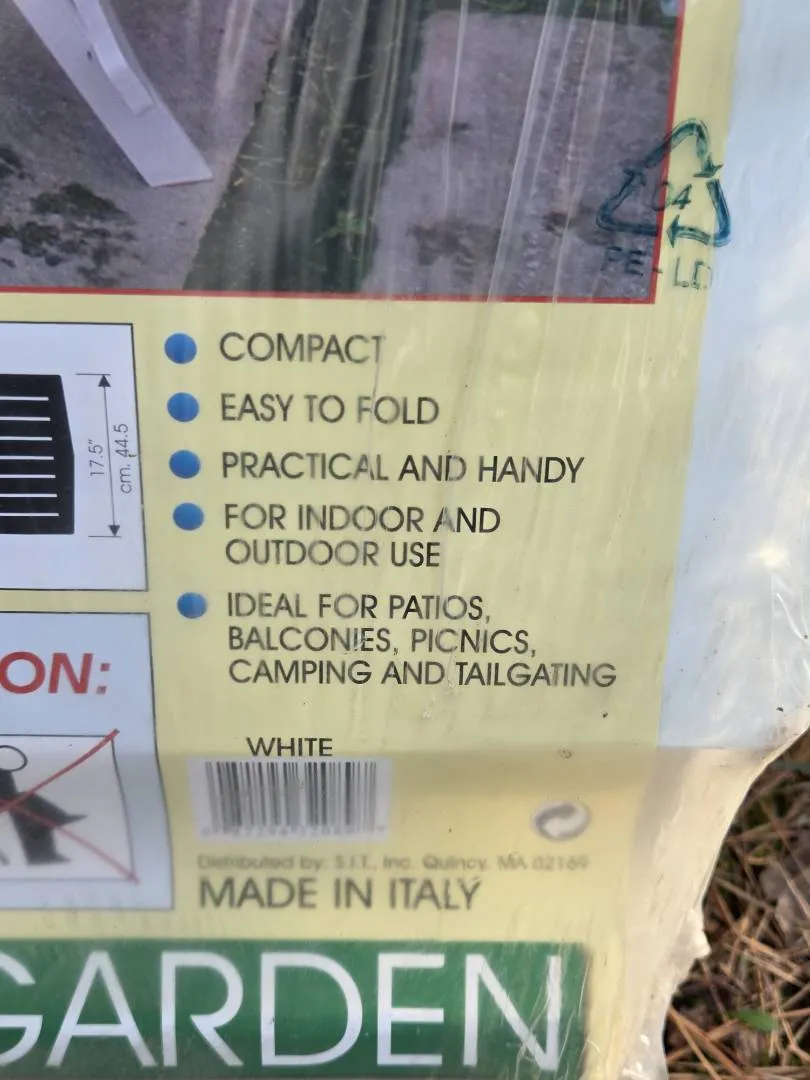 04
PE-LD
COMPACT
EASY TO FOLD
PRACTICAL AND HANDY
FOR INDOOR AND
OUTDOOR USE
IDEAL FOR PATIOS,
BALCONIES, PICNICS,
CAMPING AND TAILGATING
17.5"
cm. 44.5
ON:
WHITE
Distributed by: S.I.T., Inc. Quincy, MA 02169
MADE IN ITALY
GARDEN